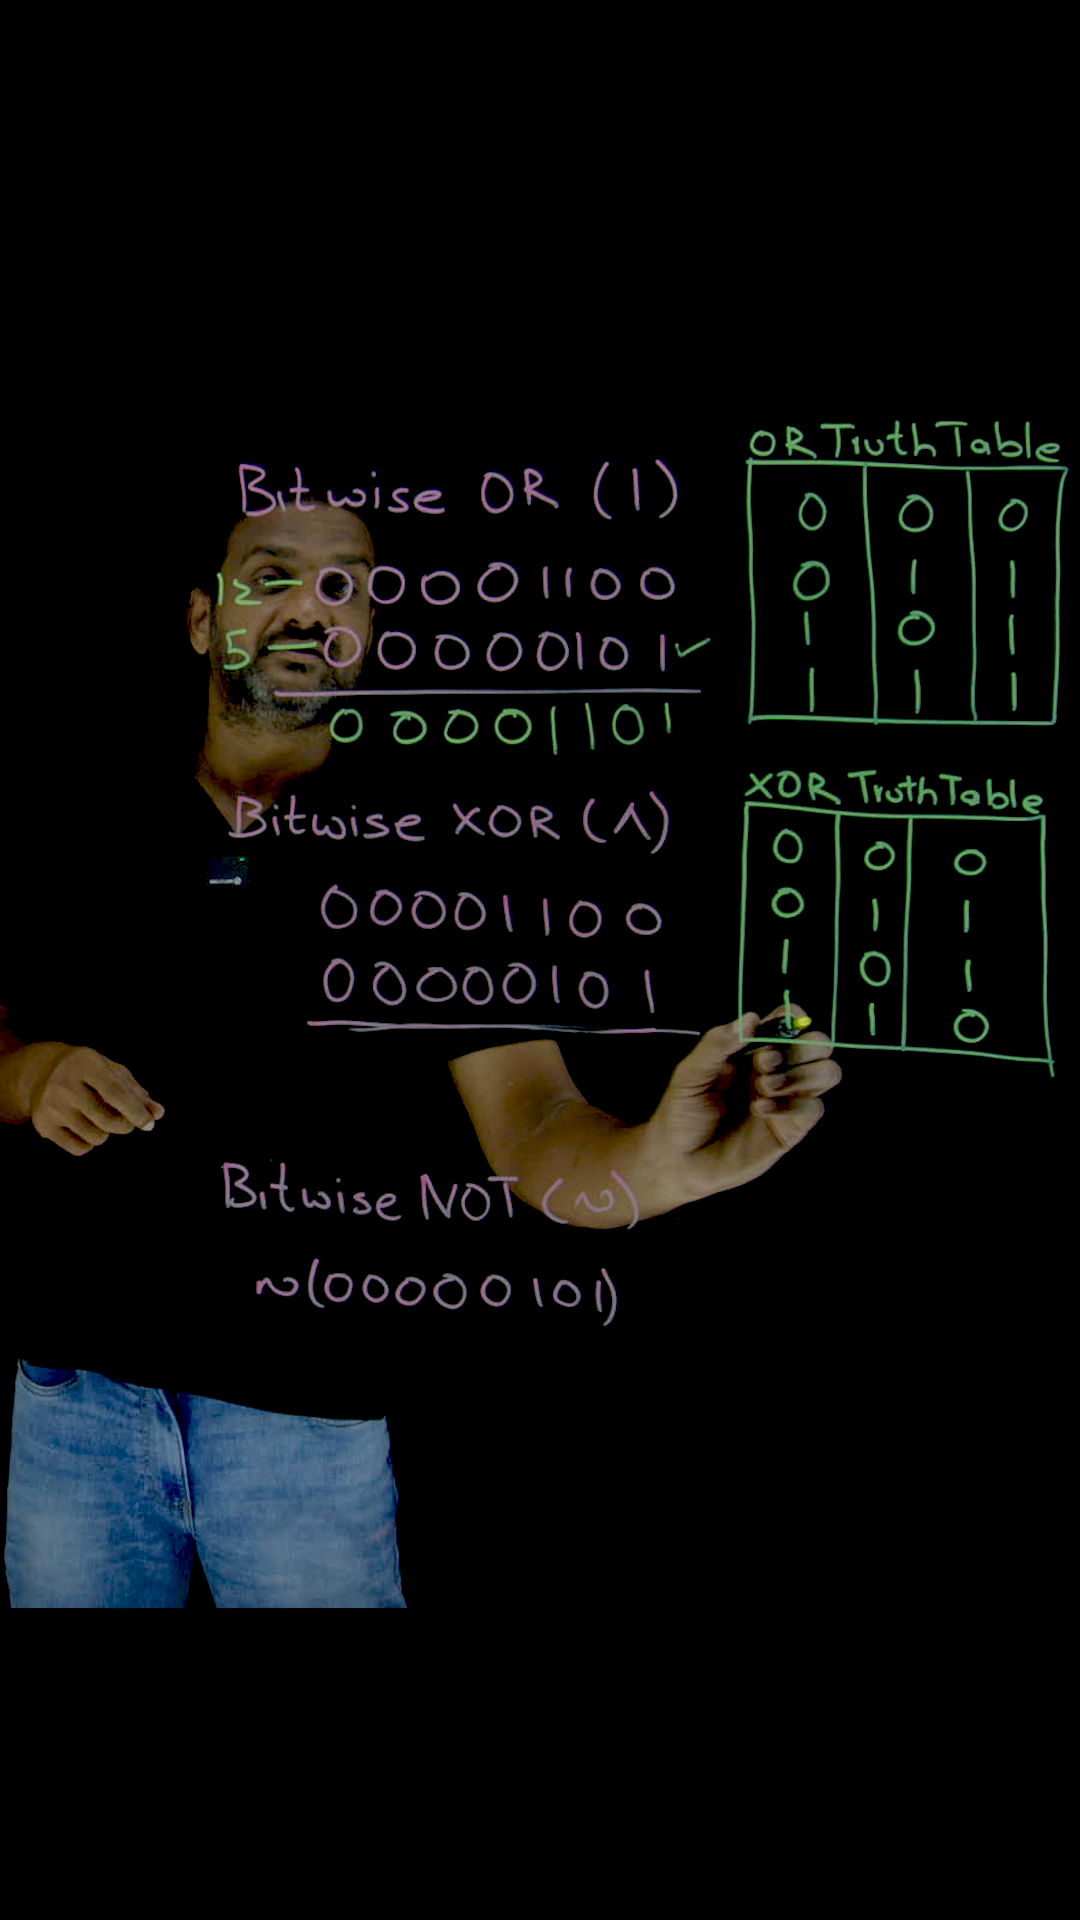 Bitwise OR (|)
12-00001100
5-00000101✓
00001101
OR Truth Table
0 0 0
0 1 1
1 0 1
1 1 1
Bitwise XOR (^)
00001100
00000101
XOR Truth Table
0 0 0
0 1 1
1 0 1
1 1 0
Bitwise NOT (~)
~(00000101)